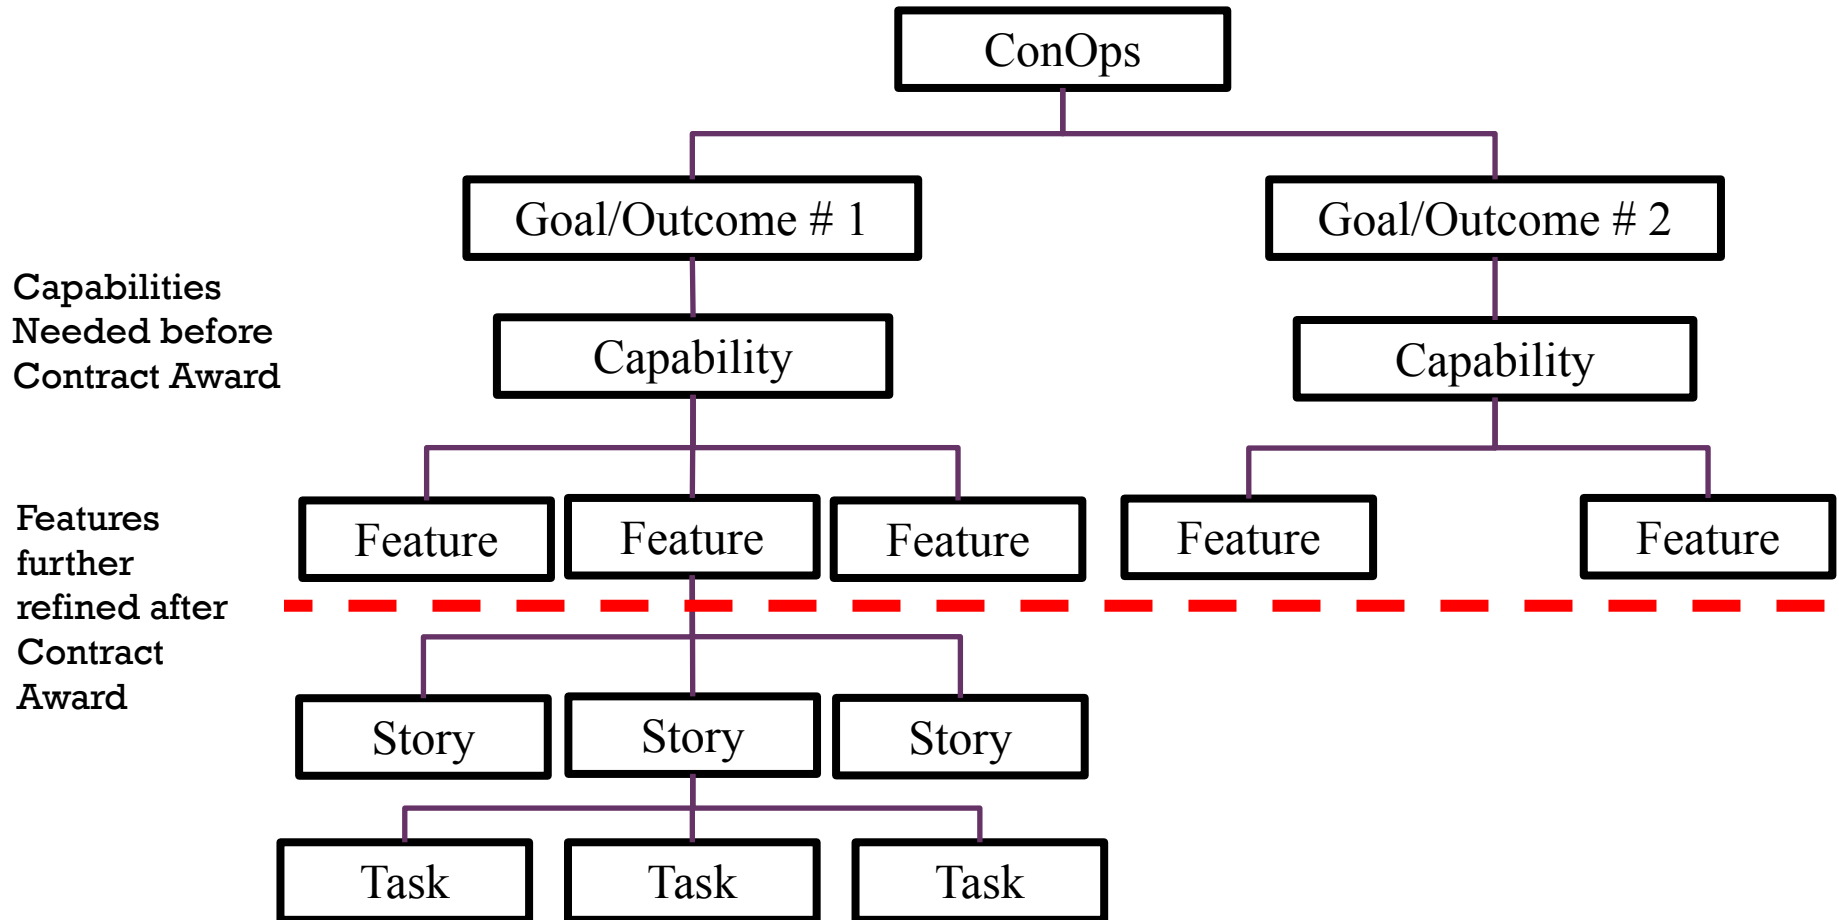 ConOps
Goal/Outcome # 1
Goal/Outcome # 2
Capabilities
Needed before
Contract Award
Capability
Capability
Features
further
refined after
Contract
Award
Feature
Feature
Feature
Feature
Feature
Story
Story
Story
Task
Task
Task